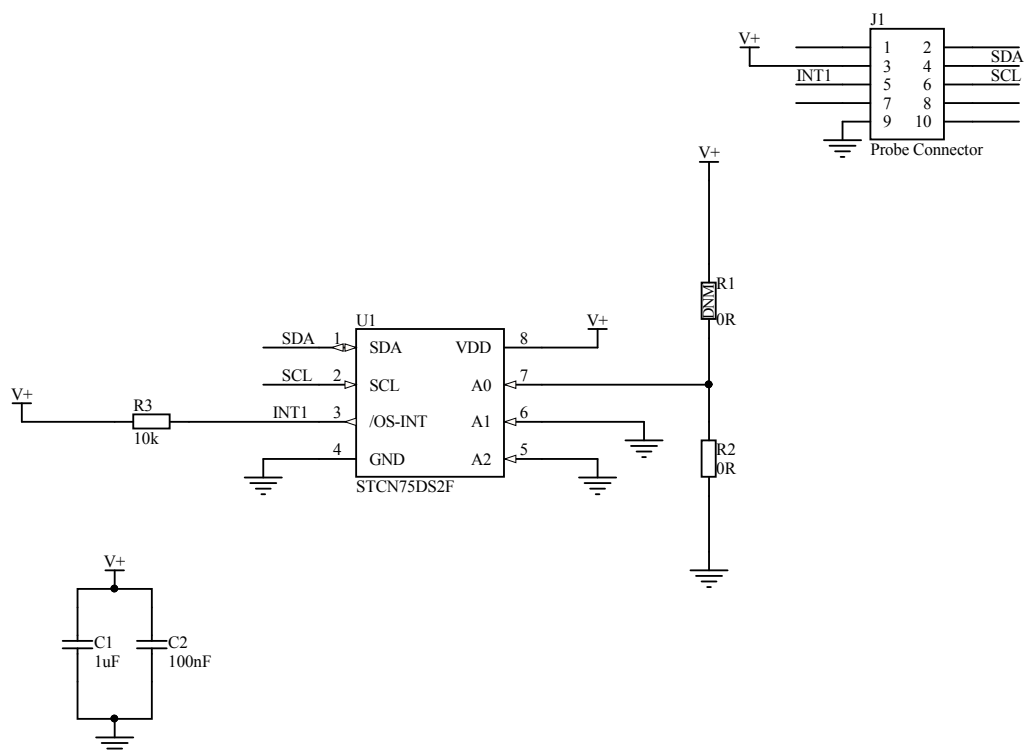 J1
V+
1 2
SDA
3 4
INT1
SCL
5 6
7 8
9 10
Probe Connector
V+
R1
DNM
0R
U1
V+
SDA 1 SDA VDD 8
SCL 2 SCL A0 7
V+
R3
10k
INT1 3 /OS-INT A1 6
4 GND A2 5
STCN75DS2F
R2
0R
V+
C1
1uF
C2
100nF